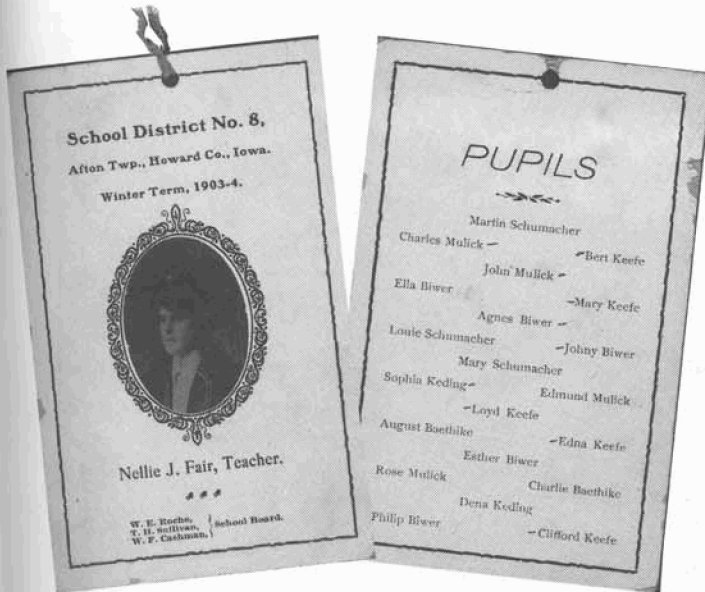 School District No. 8,
Afton Twp., Howard Co., Iowa.
Winter Term, 1903-4.
Nellie J. Fair, Teacher.
W. E. Roche,
T. H. Sullivan,
W. F. Cashman,
School Board.
PUPILS
Martin Schumacher
Charles Mulick
Bert Keefe
John Mulick
Ella Biwer
Mary Keefe
Agnes Biwer
Louie Schumacher
Johny Biwer
Mary Schumacher
Sophia Keding
Edmund Mulick
Loyd Keefe
August Baethike
Edna Keefe
Esther Biwer
Rose Mulick
Charlie Baethike
Dena Keding
Philip Biwer
Clifford Keefe